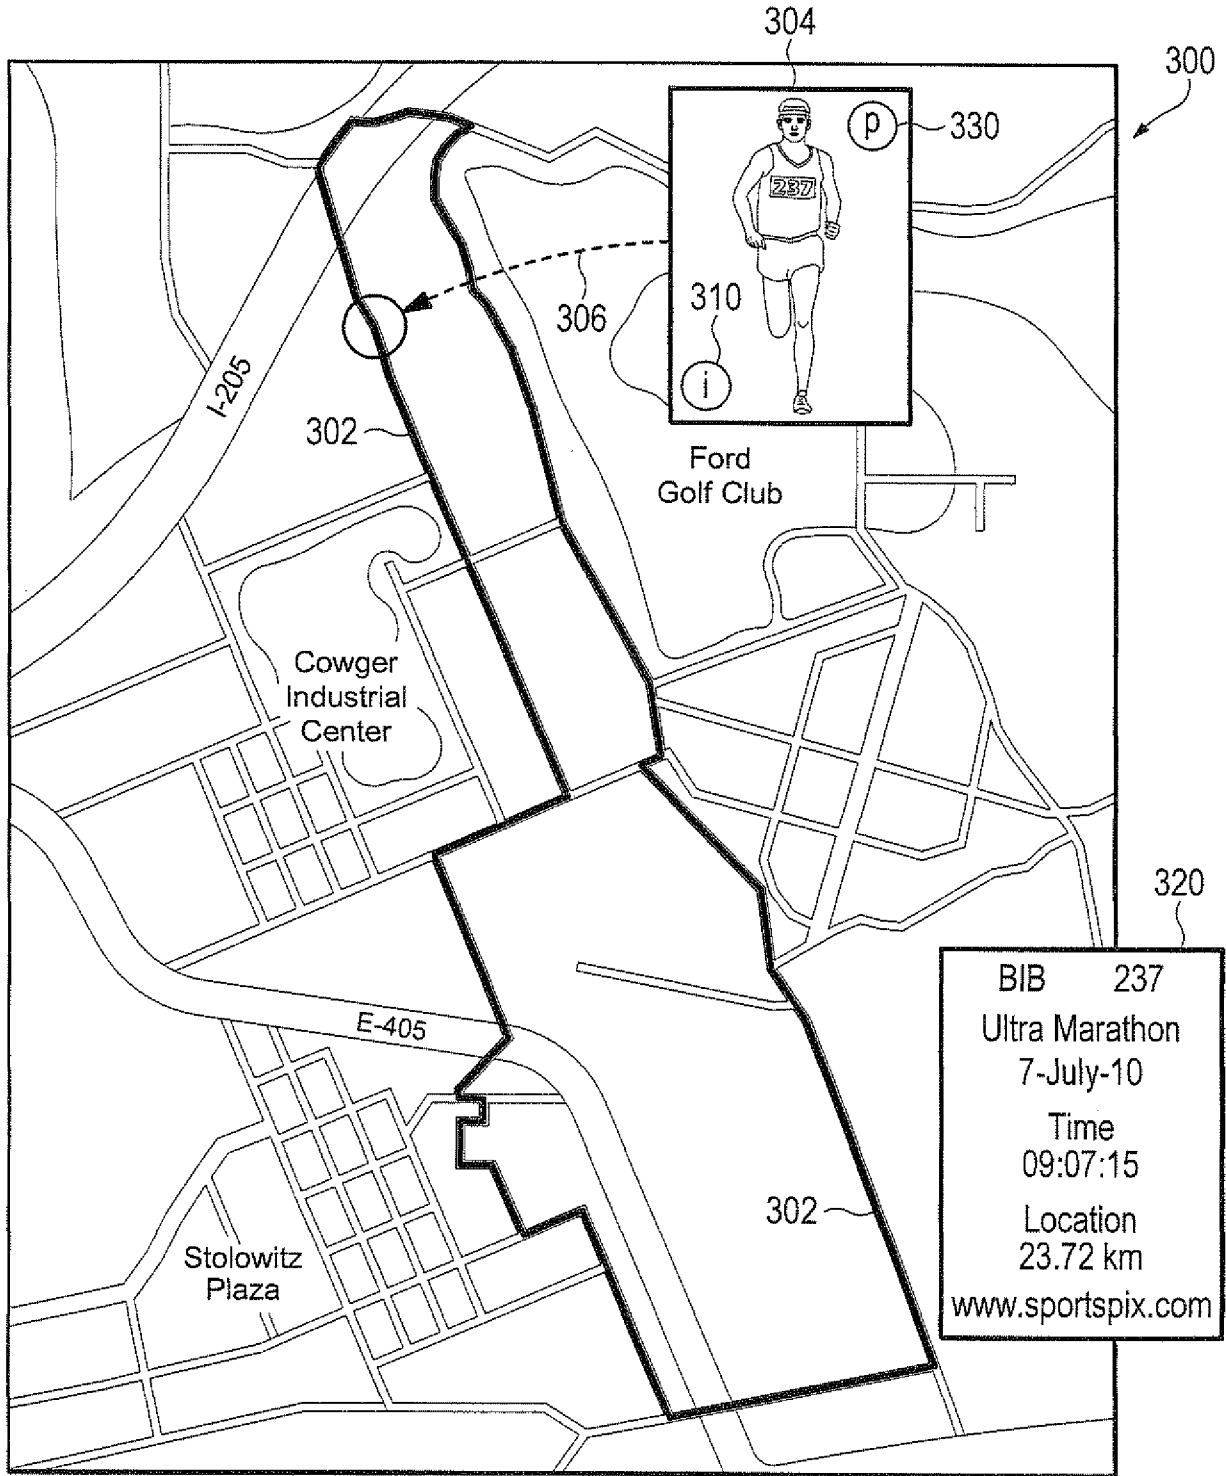 304
300
p
330
237
310
i
306
I-205
302
Ford
Golf Club
Cowger
Industrial
Center
320
BIB 237
Ultra Marathon
7-July-10
Time
09:07:15
Location
23.72 km
www.sportspix.com
E-405
302
Stolowitz
Plaza